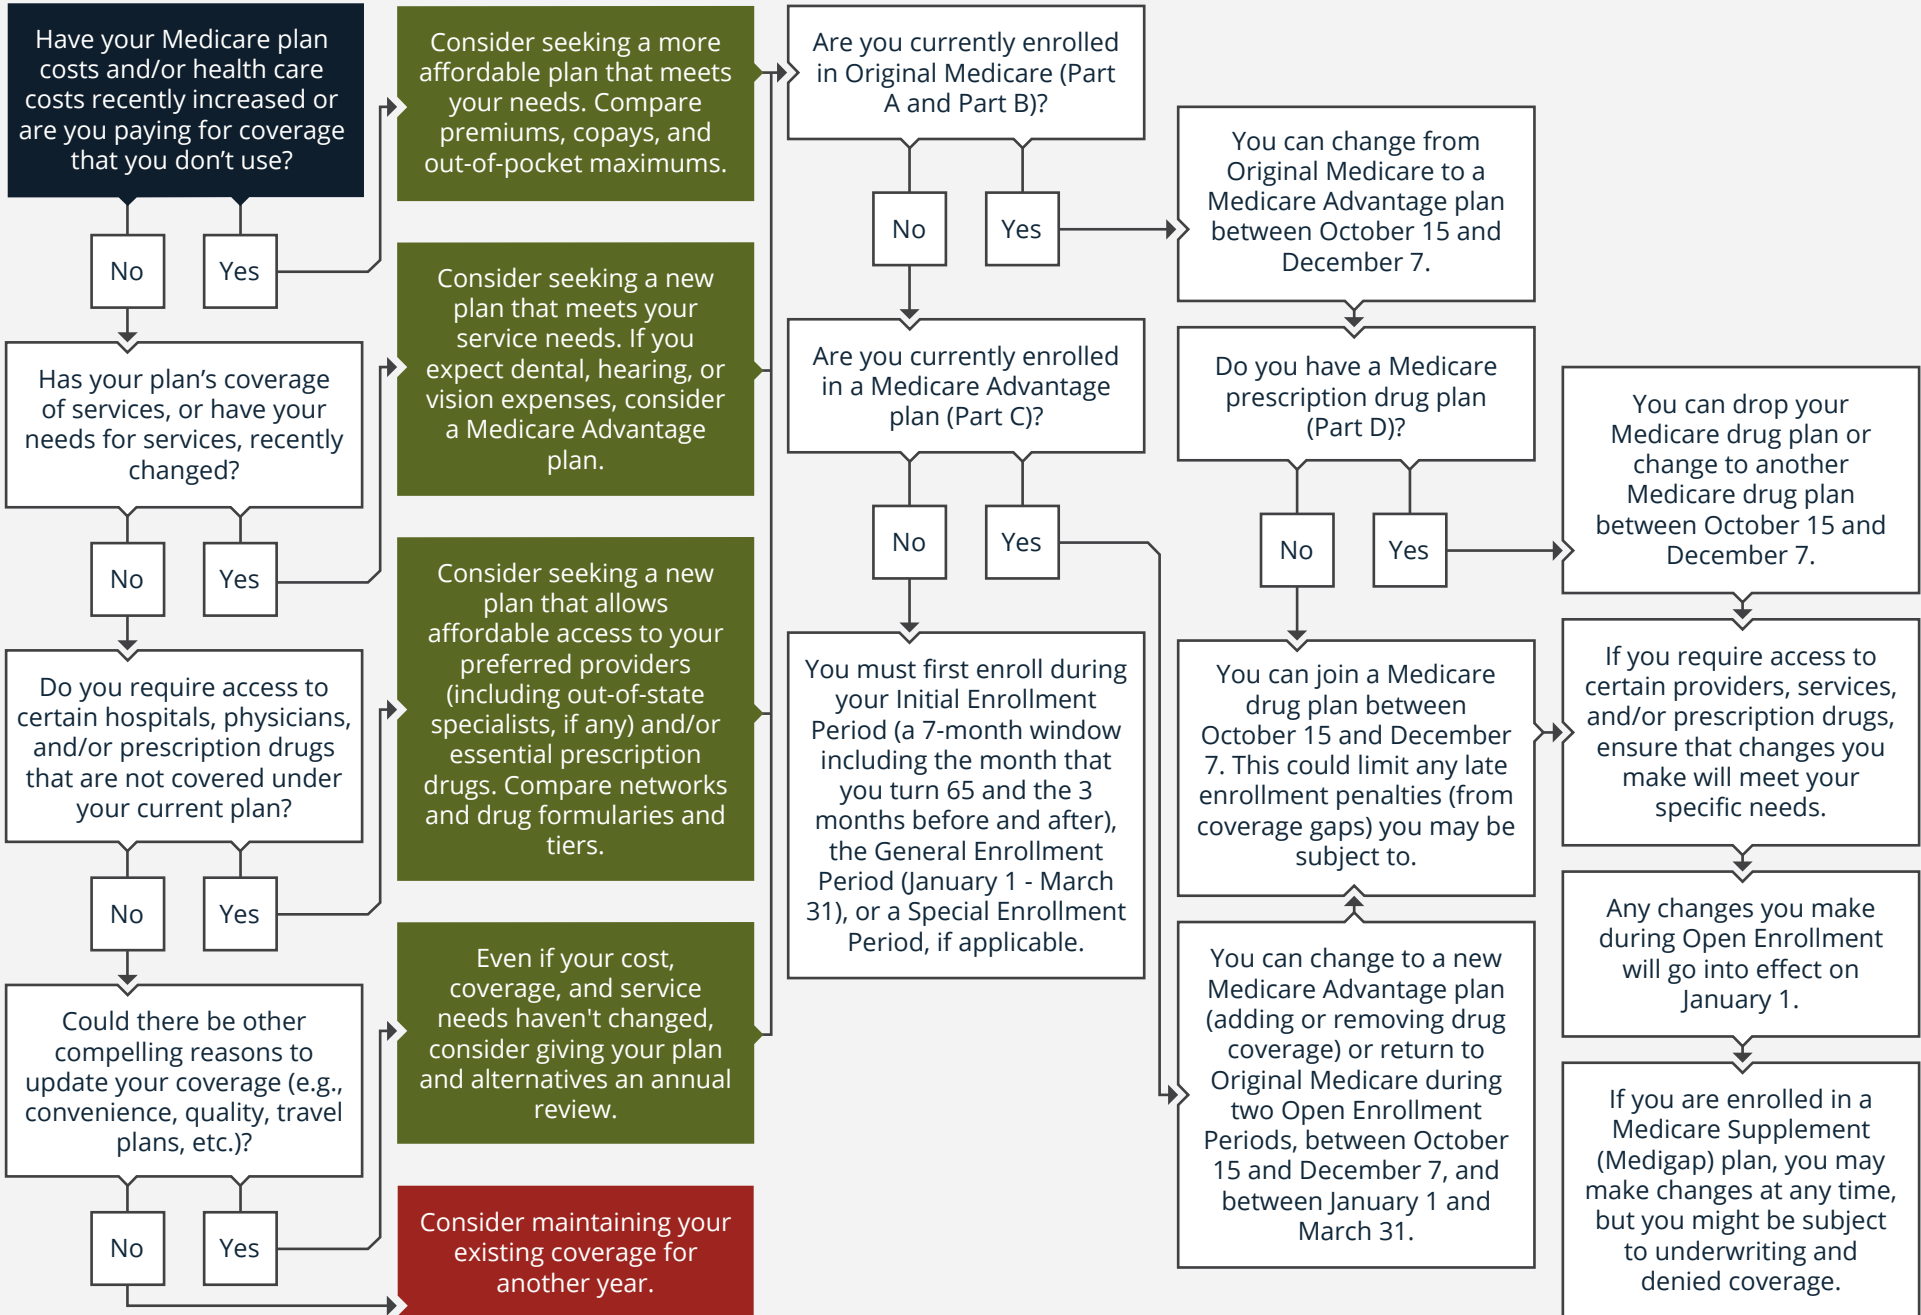 Have your Medicare plan
costs and/or health care
costs recently increased or
are you paying for coverage
that you don’t use?
No
Yes
Has your plan’s coverage
of services, or have your
needs for services, recently
changed?
No
Yes
Do you require access to
certain hospitals, physicians,
and/or prescription drugs
that are not covered under
your current plan?
No
Yes
Could there be other
compelling reasons to
update your coverage (e.g.,
convenience, quality, travel
plans, etc.)?
No
Yes
Consider seeking a more
affordable plan that meets
your needs. Compare
premiums, copays, and
out-of-pocket maximums.
Consider seeking a new
plan that meets your
service needs. If you
expect dental, hearing, or
vision expenses, consider
a Medicare Advantage
plan.
Consider seeking a new
plan that allows
affordable access to your
preferred providers
(including out-of-state
specialists, if any) and/or
essential prescription
drugs. Compare networks
and drug formularies and
tiers.
Even if your cost,
coverage, and service
needs haven't changed,
consider giving your plan
and alternatives an annual
review.
Consider maintaining your
existing coverage for
another year.
Are you currently enrolled
in Original Medicare (Part
A and Part B)?
No
Yes
Are you currently enrolled
in a Medicare Advantage
plan (Part C)?
No
Yes
You must first enroll during
your Initial Enrollment
Period (a 7-month window
including the month that
you turn 65 and the 3
months before and after),
the General Enrollment
Period (January 1 - March
31), or a Special Enrollment
Period, if applicable.
You can change from
Original Medicare to a
Medicare Advantage plan
between October 15 and
December 7.
Do you have a Medicare
prescription drug plan
(Part D)?
No
Yes
You can join a Medicare
drug plan between
October 15 and December
7. This could limit any late
enrollment penalties (from
coverage gaps) you may be
subject to.
You can change to a new
Medicare Advantage plan
(adding or removing drug
coverage) or return to
Original Medicare during
two Open Enrollment
Periods, between October
15 and December 7, and
between January 1 and
March 31.
You can drop your
Medicare drug plan or
change to another
Medicare drug plan
between October 15 and
December 7.
If you require access to
certain providers, services,
and/or prescription drugs,
ensure that changes you
make will meet your
specific needs.
Any changes you make
during Open Enrollment
will go into effect on
January 1.
If you are enrolled in a
Medicare Supplement
(Medigap) plan, you may
make changes at any time,
but you might be subject
to underwriting and
denied coverage.